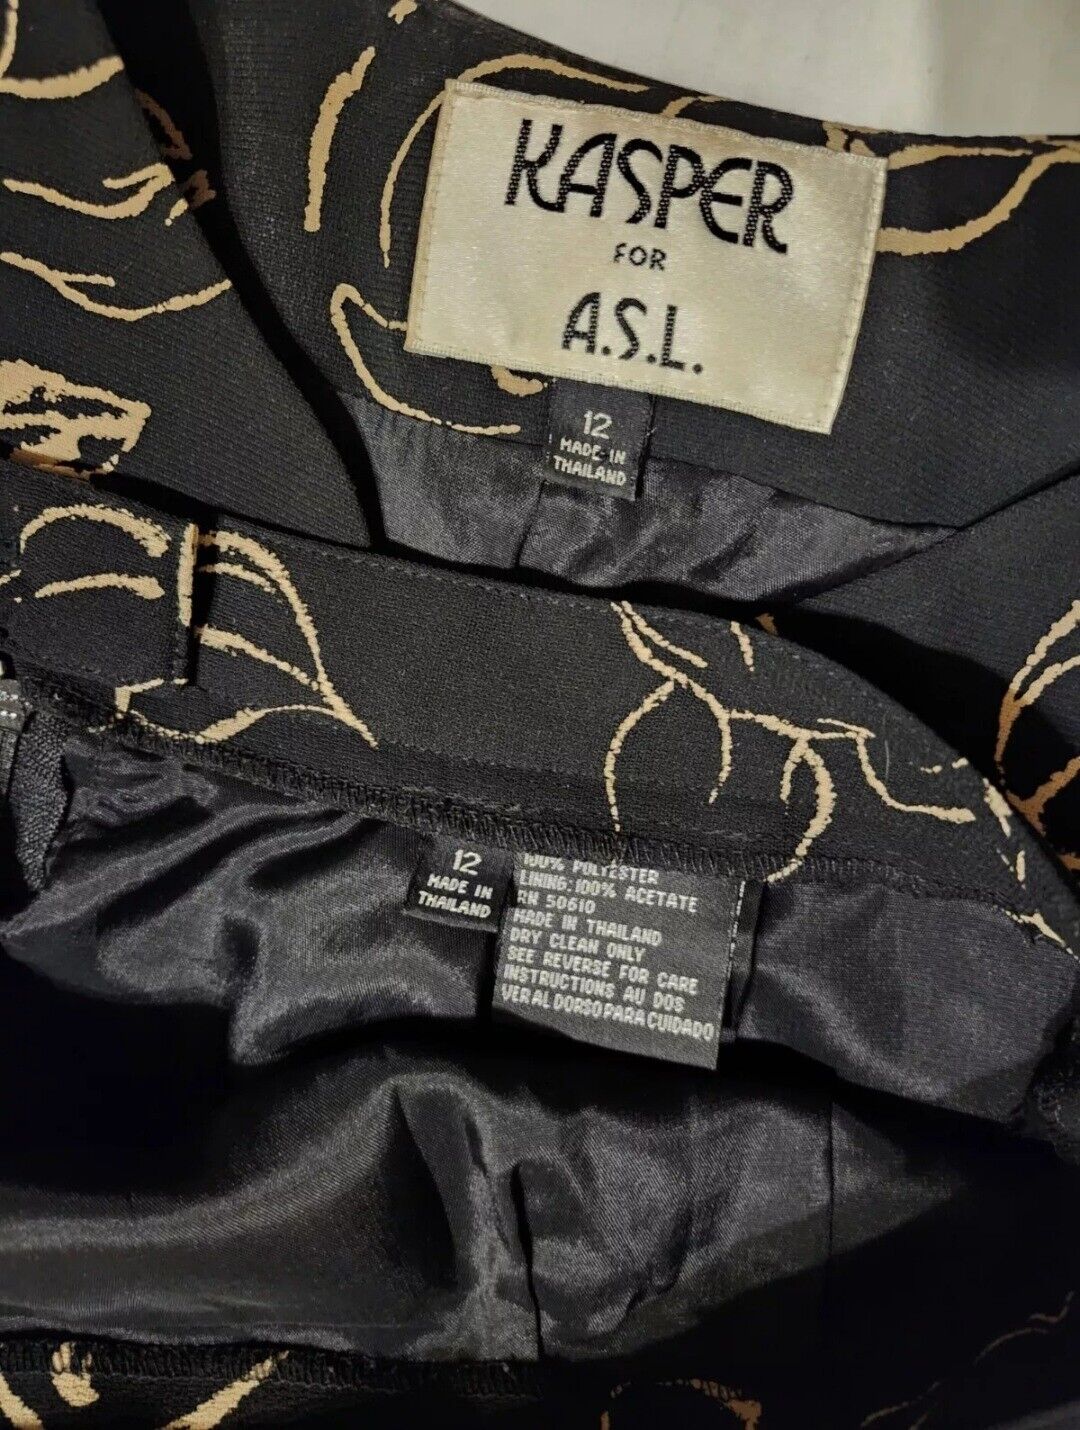 KASPER
FOR
A.S.L.
12
MADE IN
THAILAND
12
MADE IN
THAILAND
100% POLYESTER
LINING: 100% ACETATE
RN 50610
MADE IN THAILAND
DRY CLEAN ONLY
SEE REVERSE FOR CARE
INSTRUCTIONS AU DOS
VER AL DORSO PARA CUIDADO